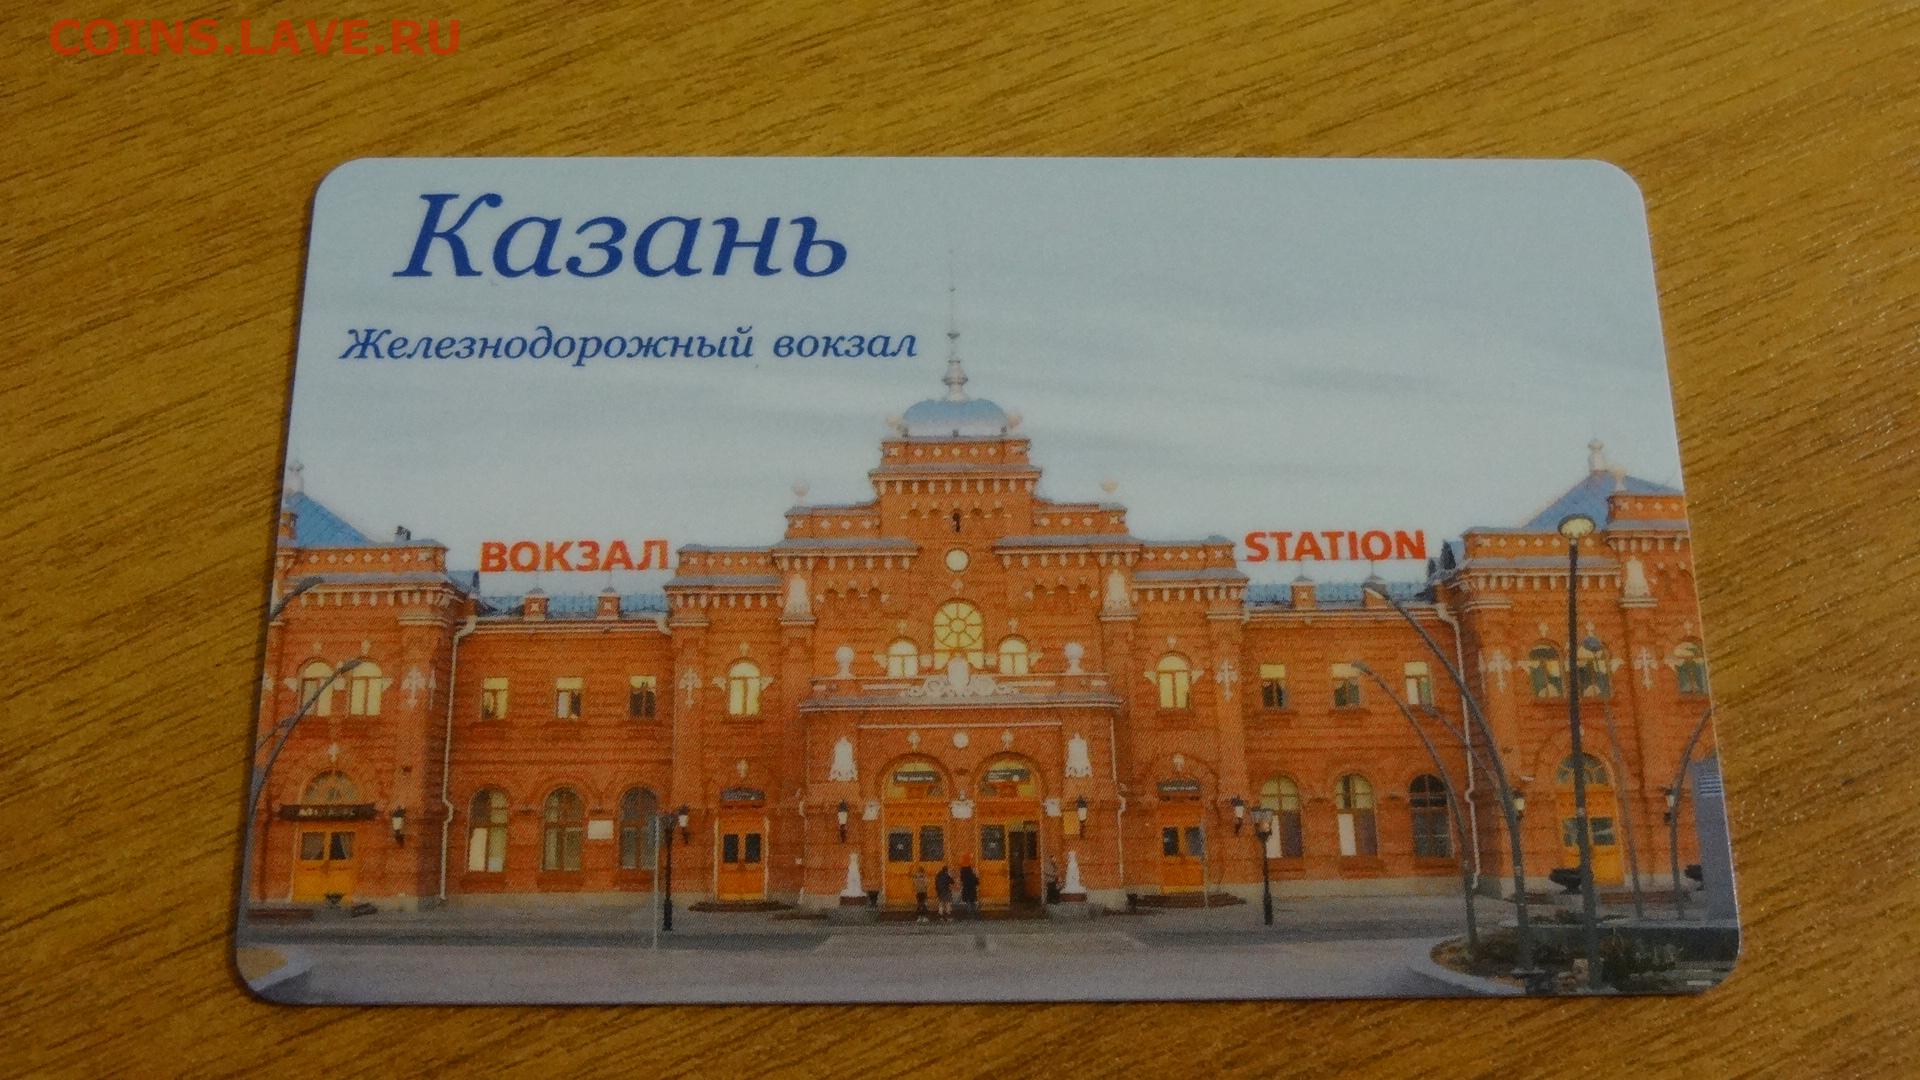 COINS.LAVE.RU
Казань
Железнодорожный вокзал
ВОКЗАЛ
STATION